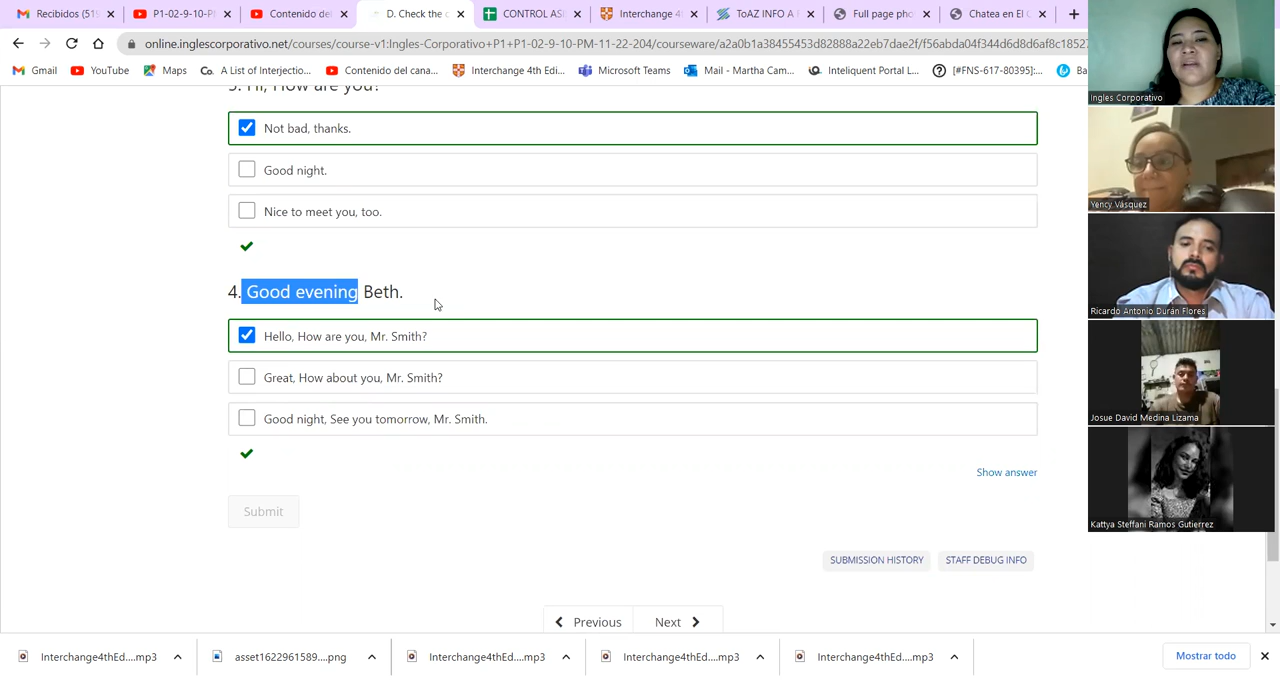 Recibidos (51
P1-02-9-10-P
Contenido de
D. Check the c
CONTROL AS
Interchange 4
ToAZ INFO A
Full page pho
Chatea en El C
online.inglescorporativo.net/courses/course-v1:Ingles-Corporativo+P1+P1-02-9-10-PM-11-22-204/courseware/a2a0b1a38455453d82888a22eb7dae2f/f56abda04f344d6d8d6af8c1852
Gmail
YouTube
Maps
A List of Interjectio...
Contenido del cana...
Interchange 4th Edi...
Microsoft Teams
Mail - Martha Cam...
Inteliquent Portal L...
[#FNS-617-80395]:...
Ba
Ingles Corporativo
Hi, How are you?
Not bad, thanks.
Good night.
Nice to meet you, too.
Yency Vásquez
4. Good evening Beth.
Ricardo Antonio Durán Flores
Hello, How are you, Mr. Smith?
Great, How about you, Mr. Smith?
Good night, See you tomorrow, Mr. Smith.
Josue David Medina Lizama
Show answer
Submit
Kattya Steffani Ramos Gutierrez
SUBMISSION HISTORY
STAFF DEBUG INFO
Previous
Next
Interchange4thEd....mp3
asset1622961589....png
Interchange4thEd....mp3
Interchange4thEd....mp3
Interchange4thEd....mp3
Mostrar todo